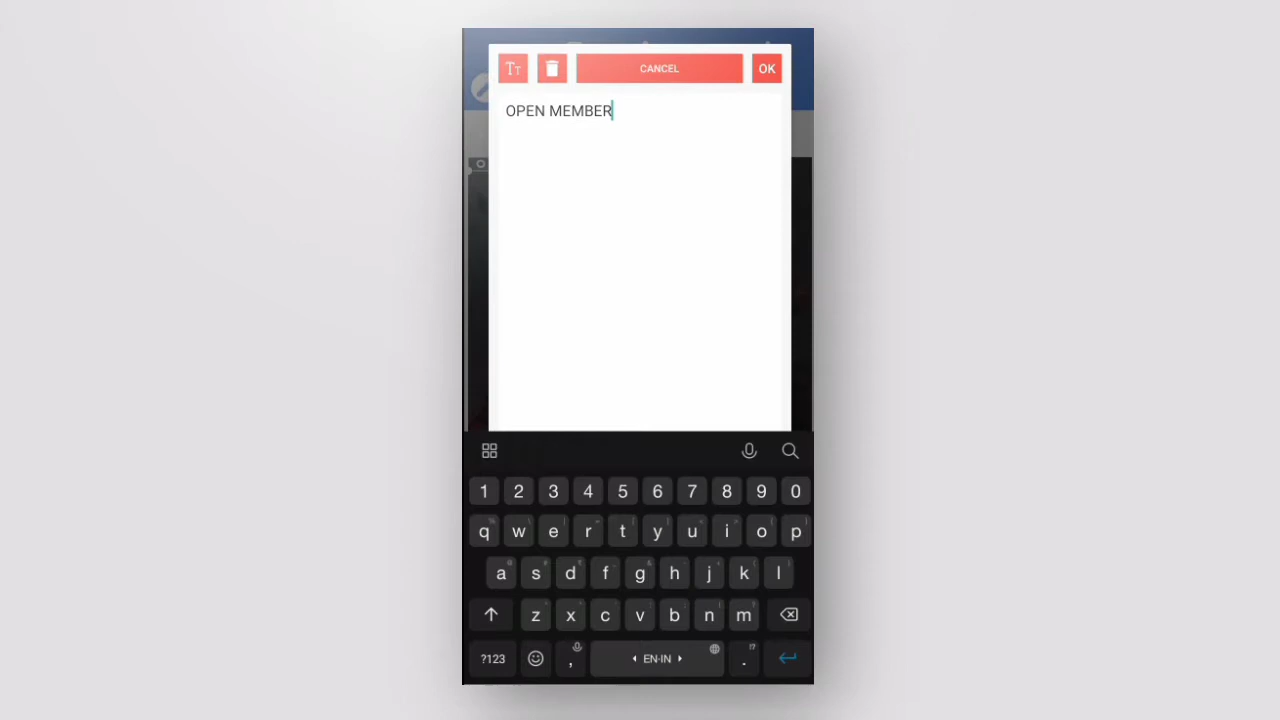 Tт CANCEL OK
OPEN MEMBER
1 2 3 4 5 6 7 8 9 0
q w e r t y u i o p
a s d f g h j k l
z x c v b n m
?123 , EN-IN .